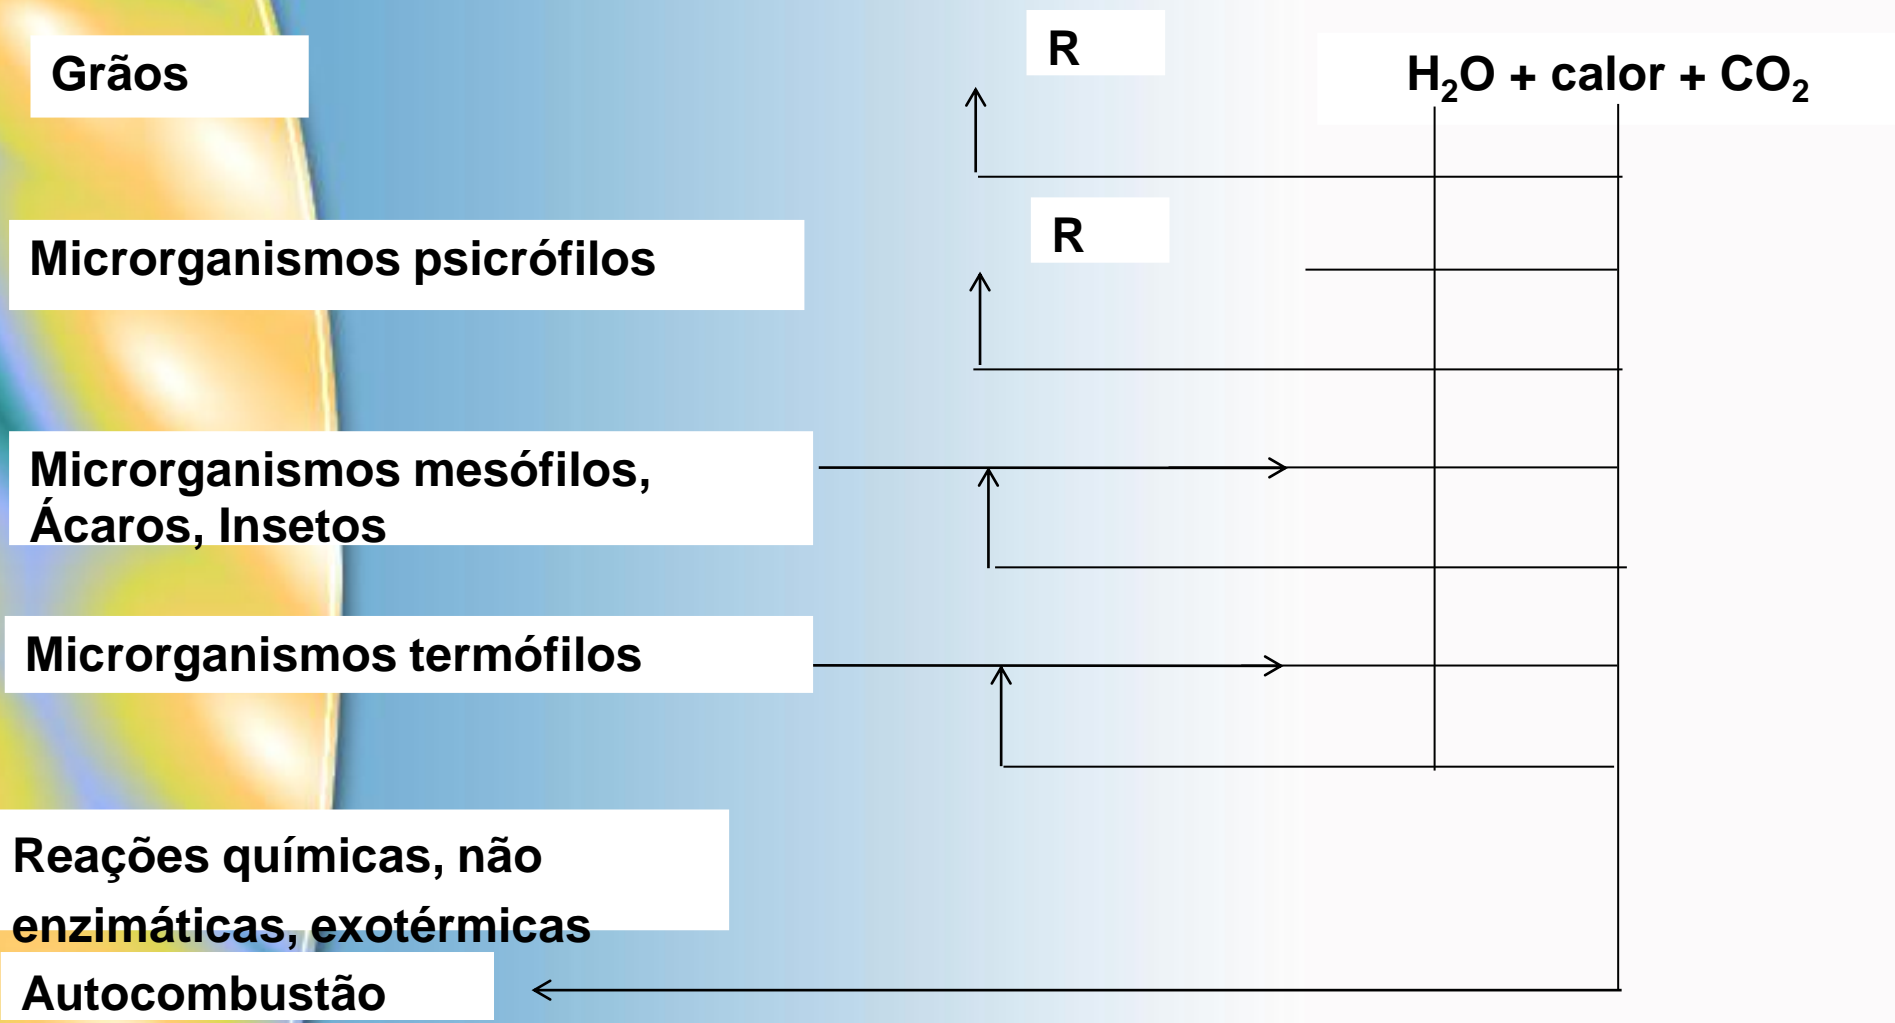 Grãos
R
H₂O + calor + CO₂
Microrganismos psicrófilos
R
Microrganismos mesófilos,
Ácaros, Insetos
Microrganismos termófilos
Reações químicas, não
enzimáticas, exotérmicas
Autocombustão